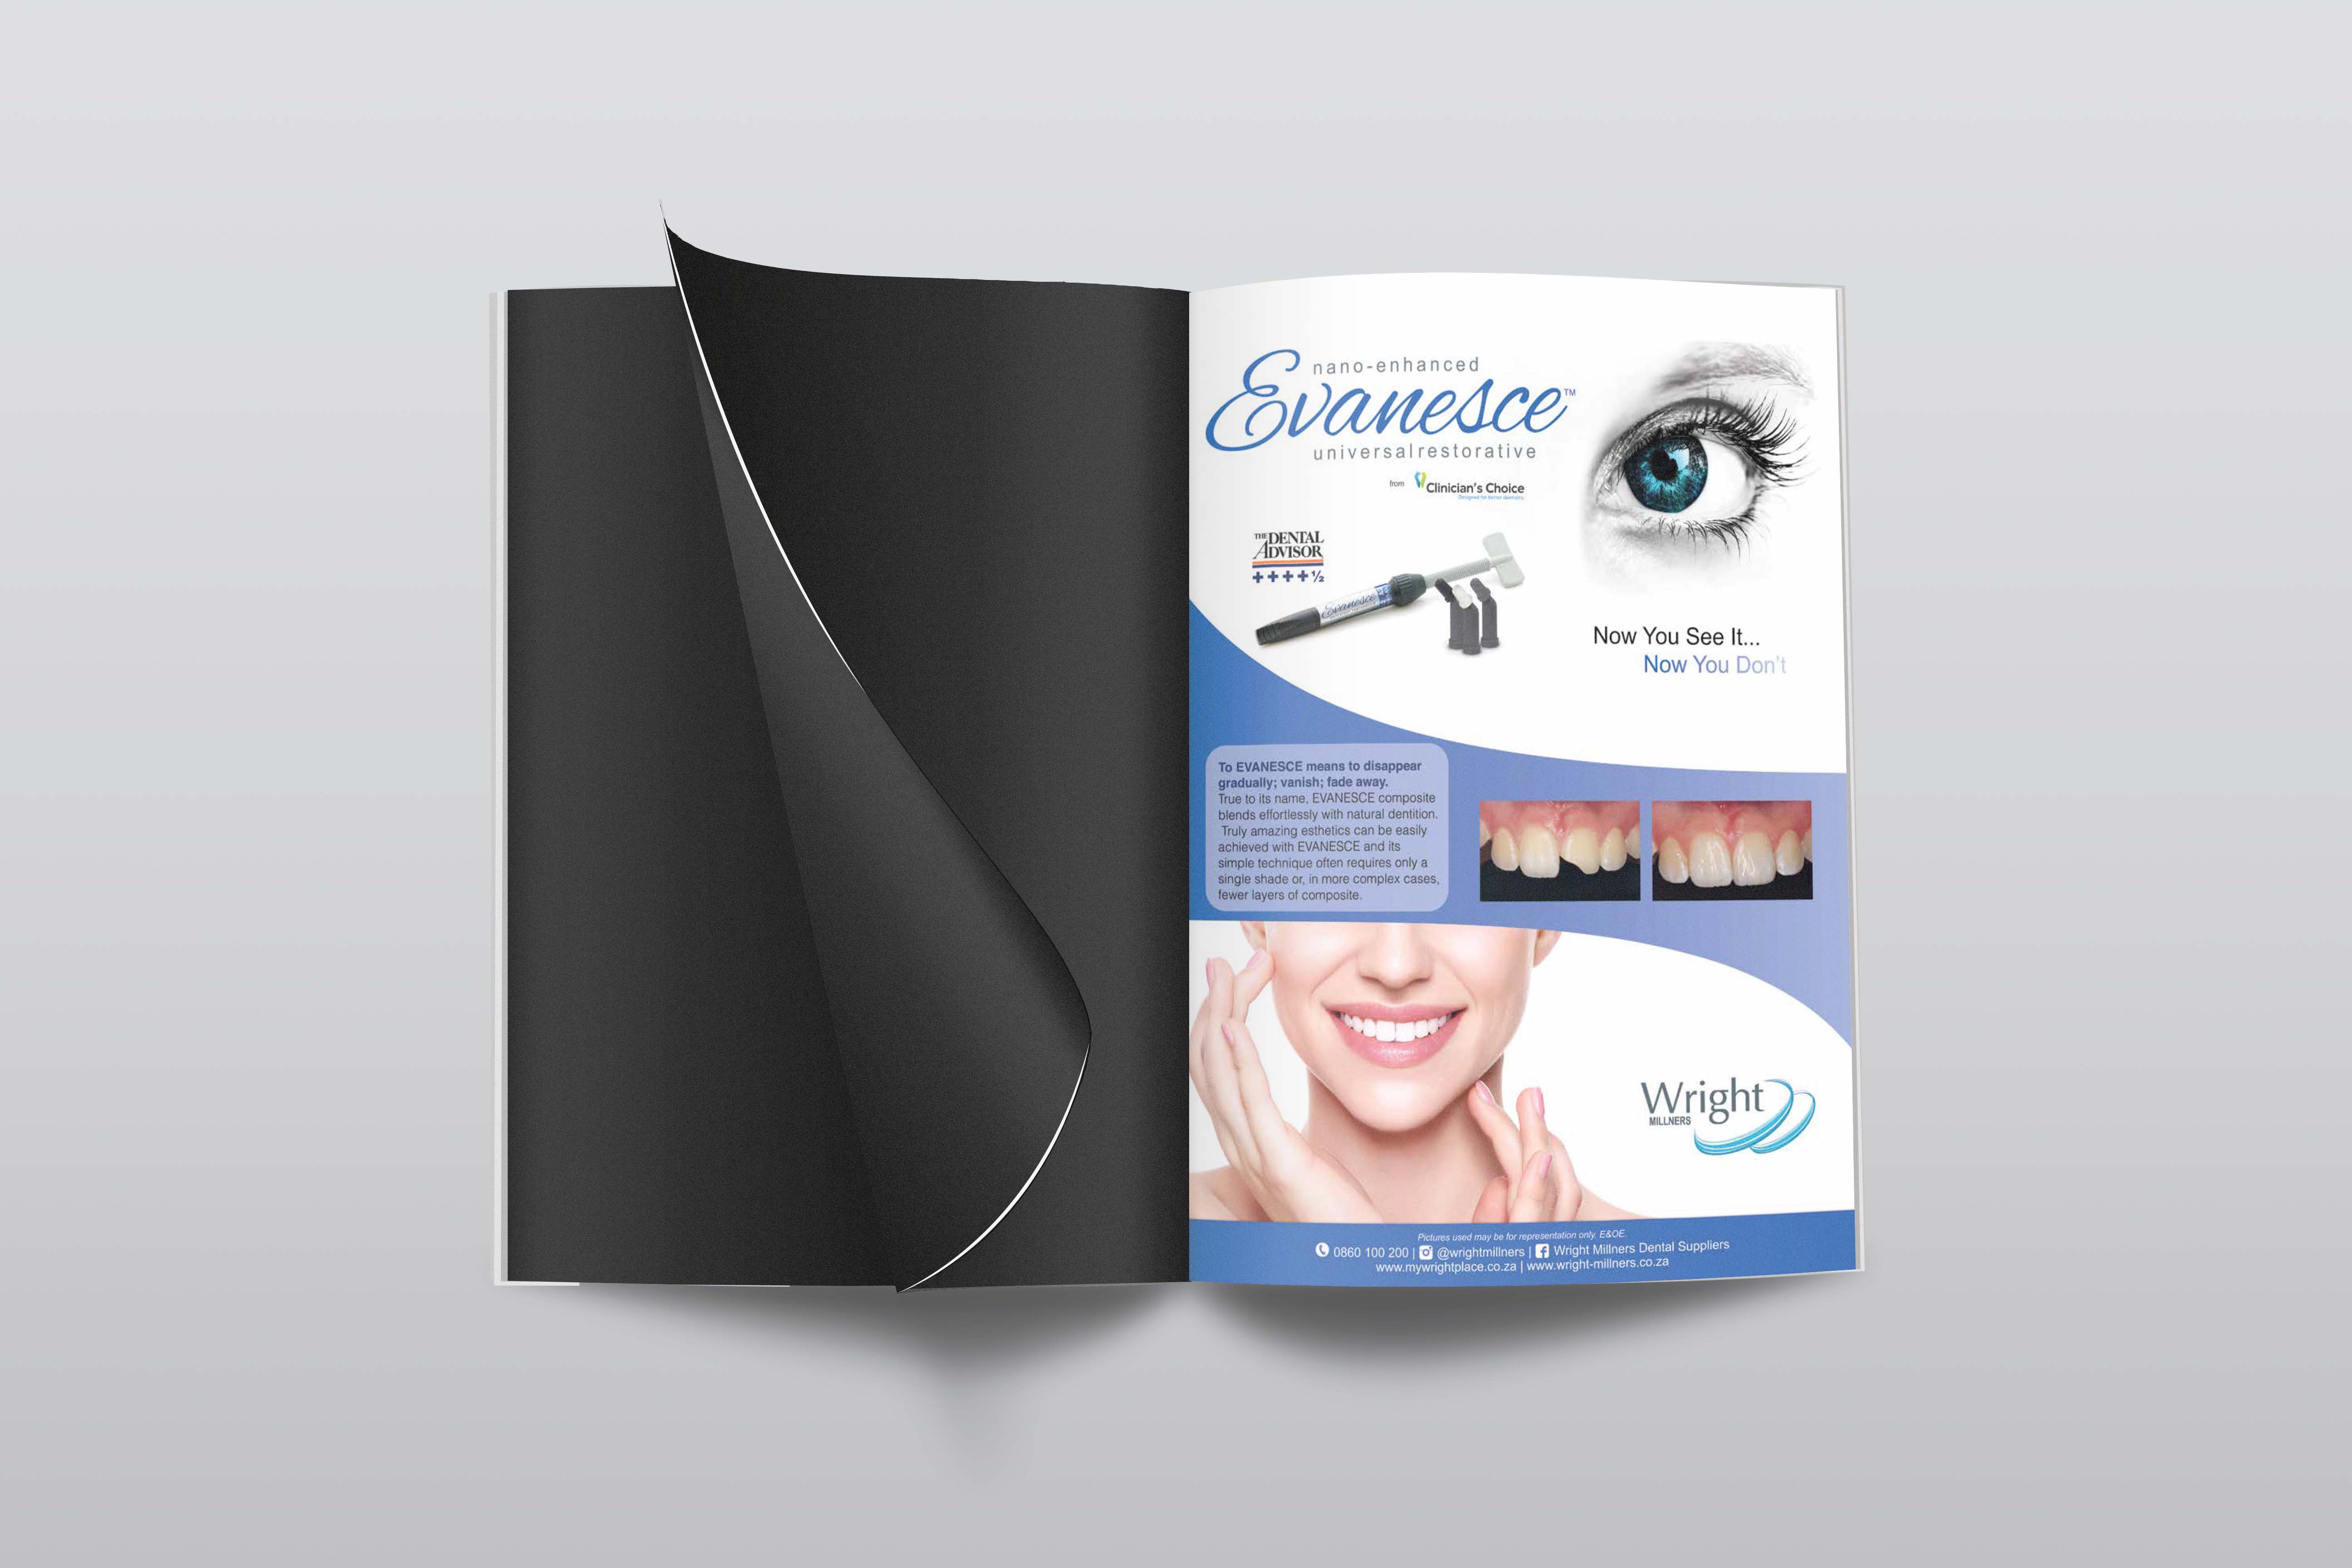 nano-enhanced
Evanesce™
universalrestorative
from Clinician's Choice
Designed for better dentistry.
THE DENTAL
ADVISOR
++++½
Evanesce
Now You See It...
Now You Don't
To EVANESCE means to disappear
gradually; vanish; fade away.
True to its name, EVANESCE composite
blends effortlessly with natural dentition.
Truly amazing esthetics can be easily
achieved with EVANESCE and its
simple technique often requires only a
single shade or, in more complex cases,
fewer layers of composite.
Wright
MILLNERS
Pictures used may be for representation only. E&OE.
0860 100 200 | @wrightmillners | Wright Millners Dental Suppliers
www.mywrightplace.co.za | www.wright-millners.co.za